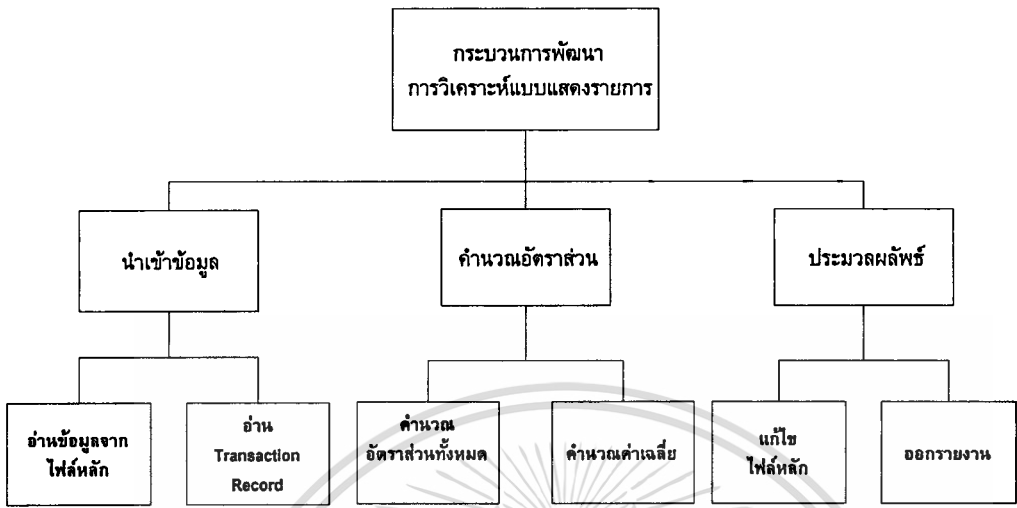 กระบวนการพัฒนา
การวิเคราะห์แบบแสดงรายการ
นำเข้าข้อมูล
คำนวณอัตราส่วน
ประมวลผลัพธ์
อ่านข้อมูลจาก
ไฟล์หลัก
อ่าน
Transaction
Record
คำนวณ
อัตราส่วนทั้งหมด
คำนวณค่าเฉลี่ย
แก้ไข
ไฟล์หลัก
ออกรายงาน